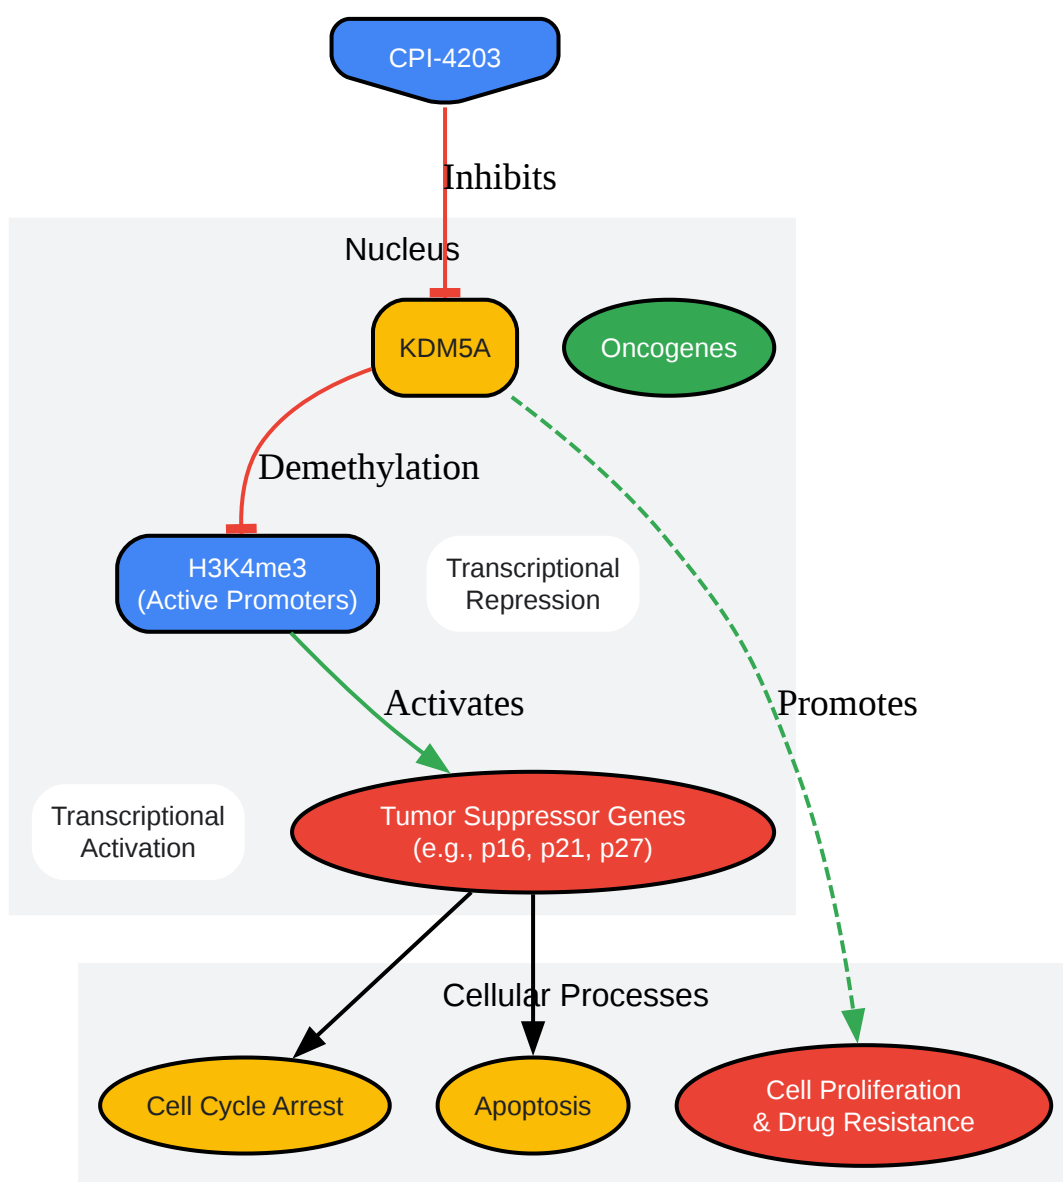 CPI-4203
Inhibits
Nucleus
KDM5A
Oncogenes
Demethylation
H3K4me3
(Active Promoters)
Transcriptional
Repression
Activates
Promotes
Transcriptional
Activation
Tumor Suppressor Genes
(e.g., p16, p21, p27)
Cellular Processes
Cell Cycle Arrest
Apoptosis
Cell Proliferation
& Drug Resistance